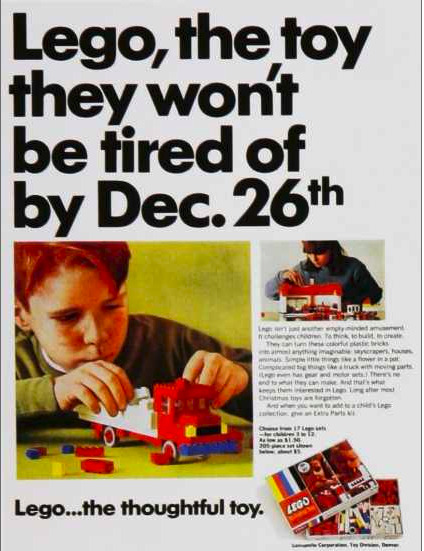 Lego, the toy
they won't
be tired of
by Dec. 26th
Lego isn't just another empty-minded amusement.
It challenges children. To think, to build, to create.
They can turn these colorful plastic bricks
into almost anything imaginable: skyscrapers, houses,
animals. Simple little things like a flower in a pot.
Complicated big things like a truck with moving parts.
(Lego even has gear and motor sets.) There's no
end to what they can make. And that's what
keeps them interested in Lego. Long after most
Christmas toys are forgotten.
And when you want to add to a child's Lego
collection, give an Extra Parts kit.
Choose from 17 Lego sets
—for children 3 to 12.
As low as $1.50.
205-piece set shown
below, about $5.
LEGO
LEGO
Lego...the thoughtful toy.
Samsonite Corporation, Toy Division, Denver.